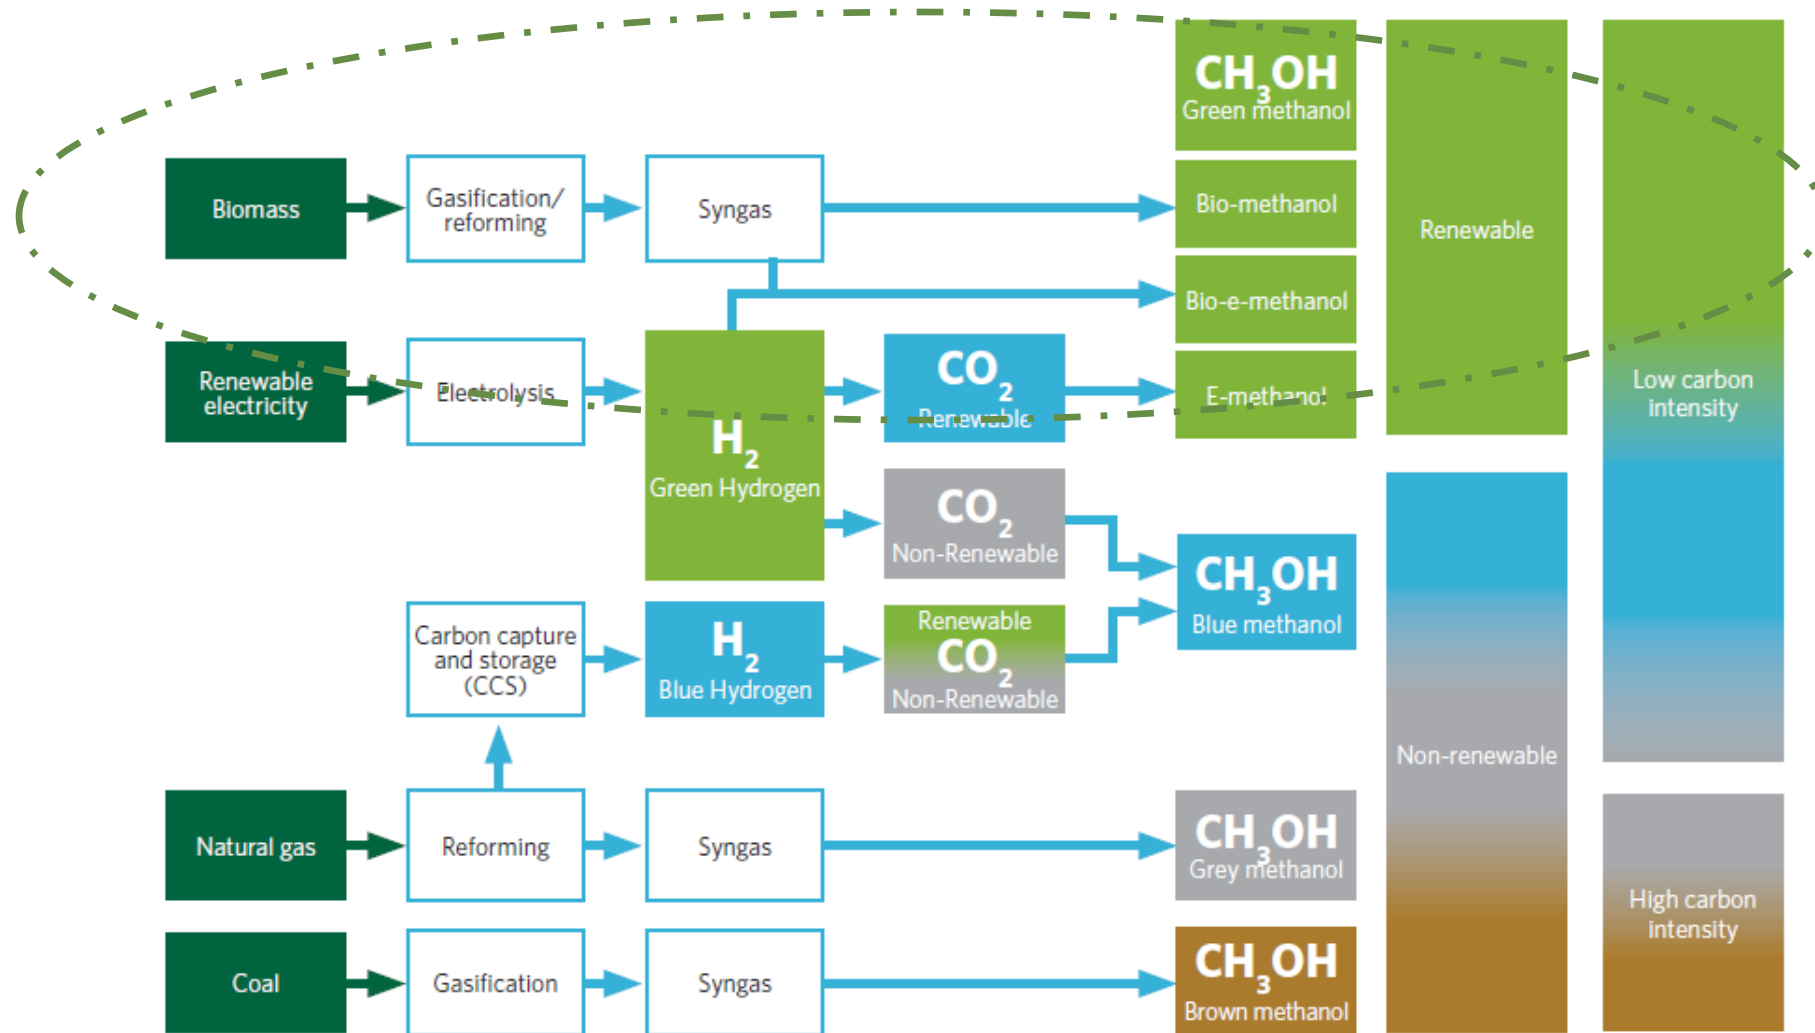 CH₃OH
Green methanol
Biomass
Gasification/
reforming
Syngas
Bio-methanol
Renewable
Bio-e-methanol
Renewable
electricity
Electrolysis
H₂
Green Hydrogen
CO₂
Renewable
E-methanol
Low carbon
intensity
CO₂
Non-Renewable
CH₃OH
Blue methanol
Carbon capture
and storage
(CCS)
H₂
Blue Hydrogen
Renewable
CO₂
Non-Renewable
Non-renewable
Natural gas
Reforming
Syngas
CH₃OH
Grey methanol
High carbon
intensity
Coal
Gasification
Syngas
CH₃OH
Brown methanol